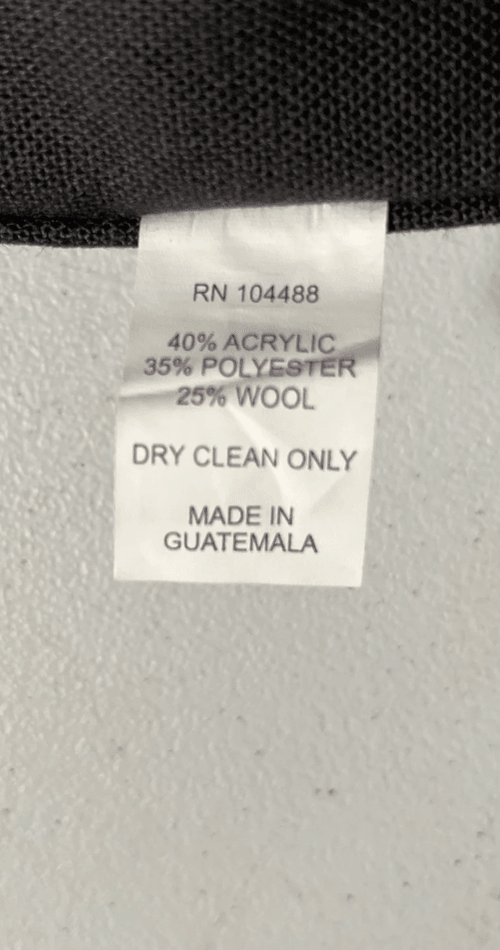 RN 104488
40% ACRYLIC
35% POLYESTER
25% WOOL
DRY CLEAN ONLY
MADE IN
GUATEMALA